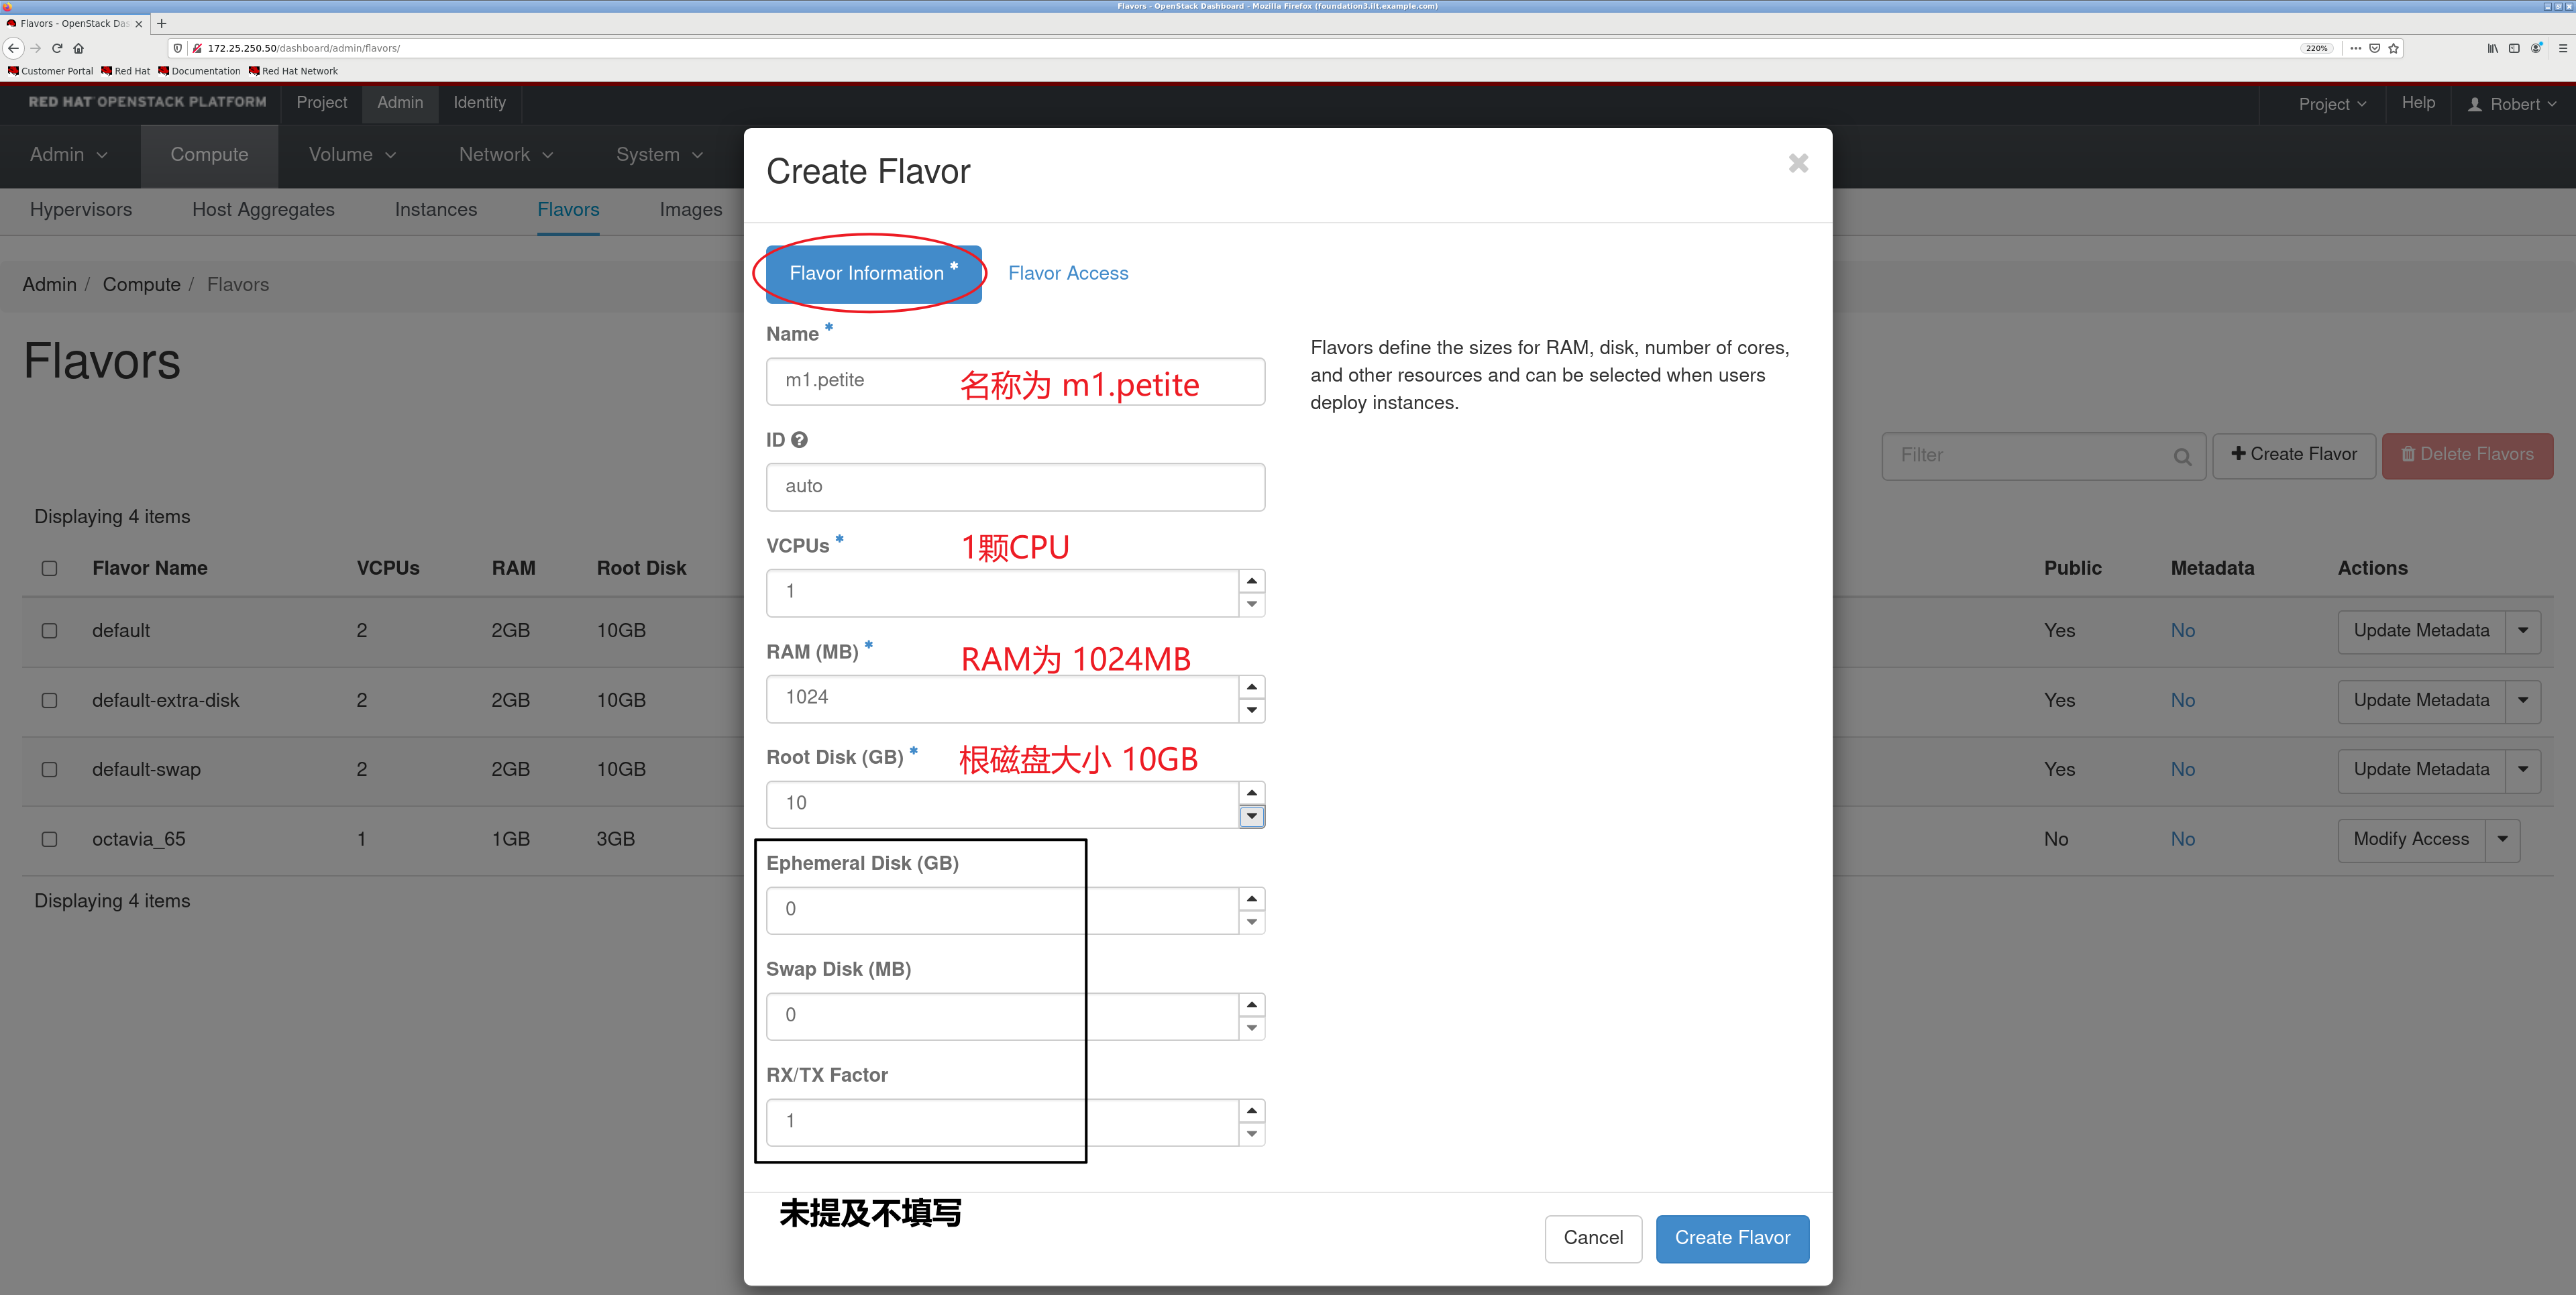 Flavors - OpenStack Dashboard - Mozilla Firefox (foundation3.ilt.example.com)
Flavors - OpenStack Das
172.25.250.50/dashboard/admin/flavors/
220%
Customer Portal Red Hat Documentation Red Hat Network
RED HAT OPENSTACK PLATFORM Project Admin Identity Project Help Robert
Admin Compute Volume Network System
Hypervisors Host Aggregates Instances Flavors Images
Admin / Compute / Flavors
Flavors
Filter
+ Create Flavor
Delete Flavors
Displaying 4 items
Flavor Name VCPUs RAM Root Disk Public Metadata Actions
default 2 2GB 10GB Yes No Update Metadata
default-extra-disk 2 2GB 10GB Yes No Update Metadata
default-swap 2 2GB 10GB Yes No Update Metadata
octavia_65 1 1GB 3GB No No Modify Access
Displaying 4 items
Create Flavor
Flavor Information * Flavor Access
Name *
m1.petite 名称为 m1.petite
Flavors define the sizes for RAM, disk, number of cores,
and other resources and can be selected when users
deploy instances.
ID
auto
VCPUs * 1颗CPU
1
RAM (MB) * RAM为 1024MB
1024
Root Disk (GB) * 根磁盘大小 10GB
10
Ephemeral Disk (GB)
0
Swap Disk (MB)
0
RX/TX Factor
1
未提及不填写
Cancel Create Flavor